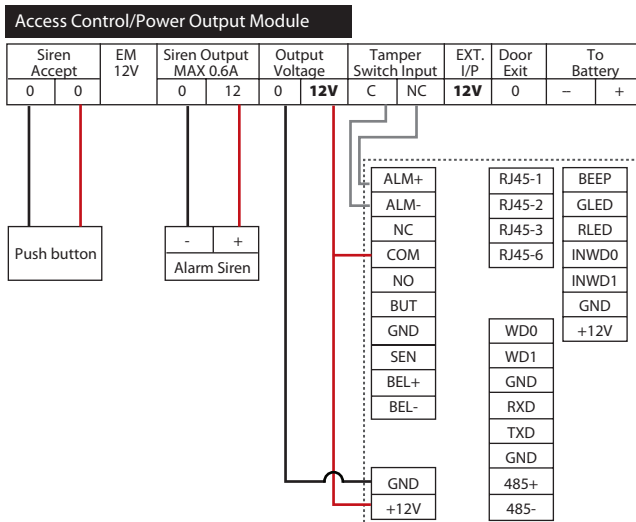 Access Control/Power Output Module
Siren Accept
EM 12V
Siren Output MAX 0.6A
Output Voltage
Tamper Switch Input
EXT. I/P
Door Exit
To Battery
0 0 0 12 0 12V C NC 12V 0 – +
Push button
- +
Alarm Siren
ALM+
ALM-
NC
COM
NO
BUT
GND
SEN
BEL+
BEL-
GND
+12V
RJ45-1
RJ45-2
RJ45-3
RJ45-6
WD0
WD1
GND
RXD
TXD
GND
485+
485-
BEEP
GLED
RLED
INWD0
INWD1
GND
+12V